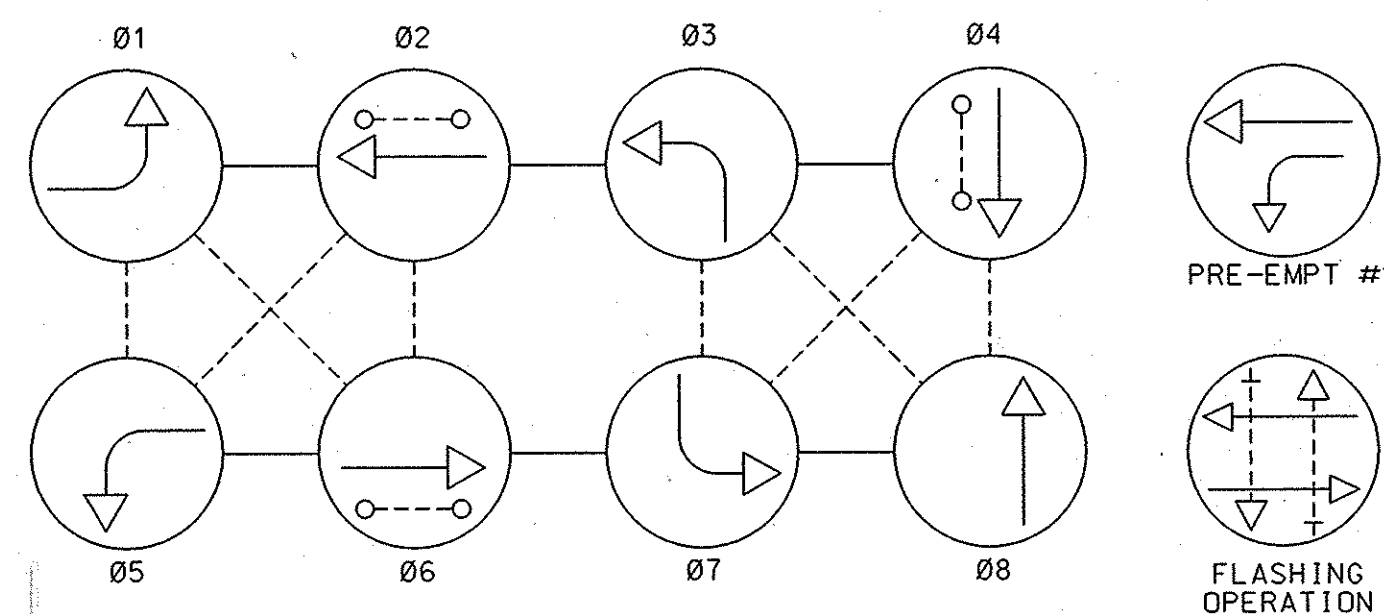 Ø1
Ø2
Ø3
Ø4
PRE-EMPT #
Ø5
Ø6
Ø7
Ø8
FLASHING
OPERATION